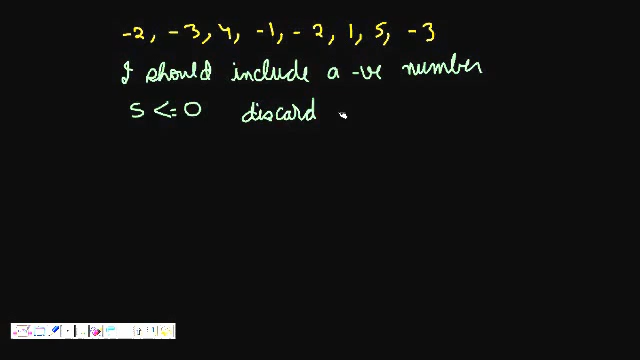 -2, -3, 4, -1, -2, 1, 5, -3
I should include a -ve number
S <= 0 discard